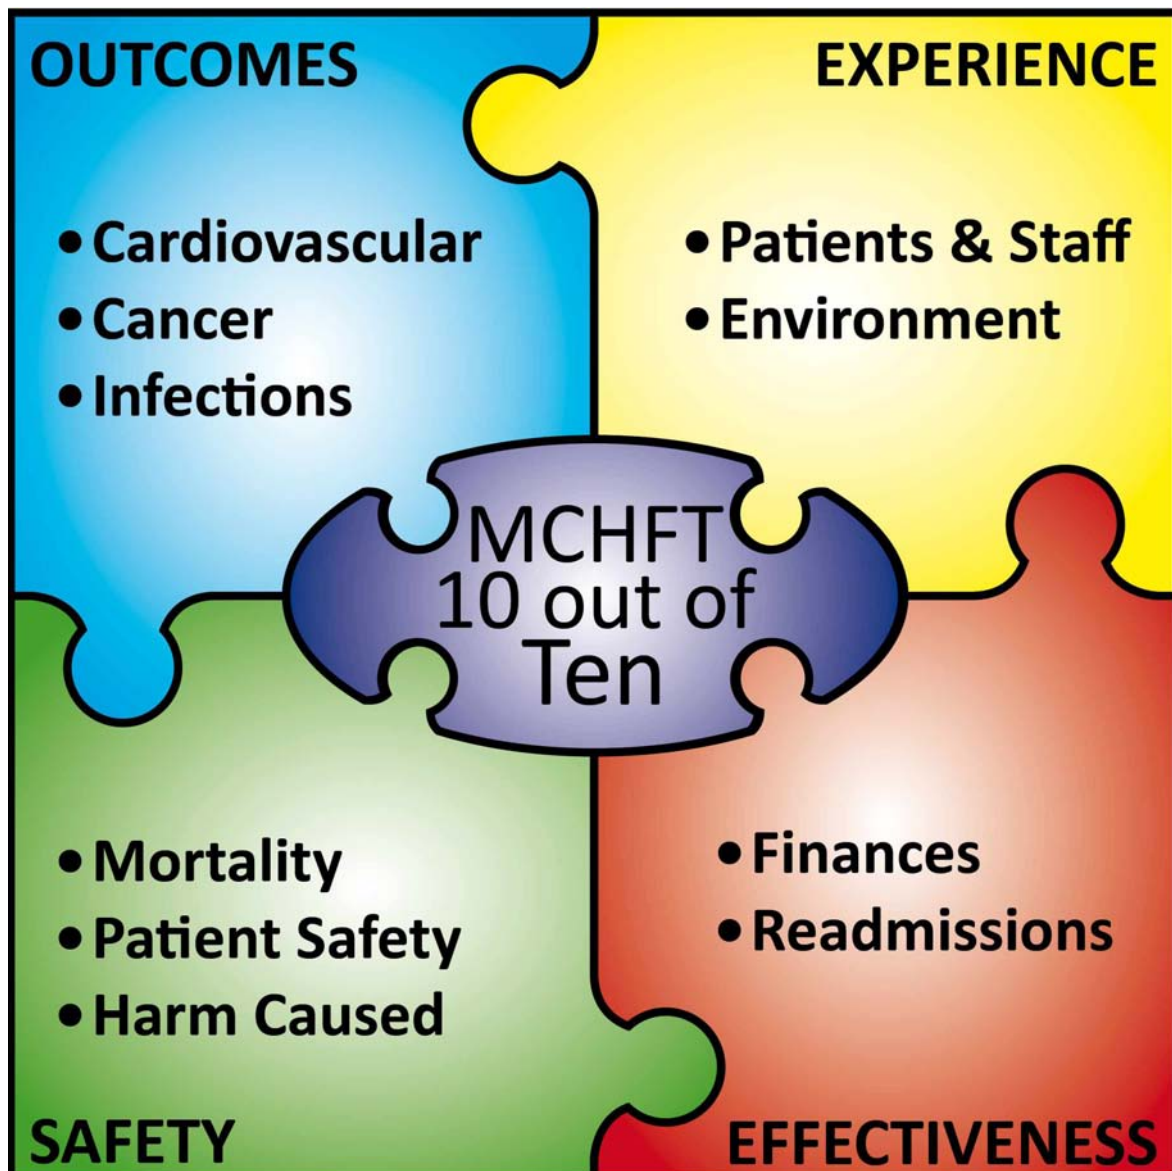 OUTCOMES
• Cardiovascular
• Cancer
• Infections
EXPERIENCE
• Patients & Staff
• Environment
MCHFT
10 out of
Ten
• Mortality
• Patient Safety
• Harm Caused
SAFETY
• Finances
• Readmissions
EFFECTIVENESS